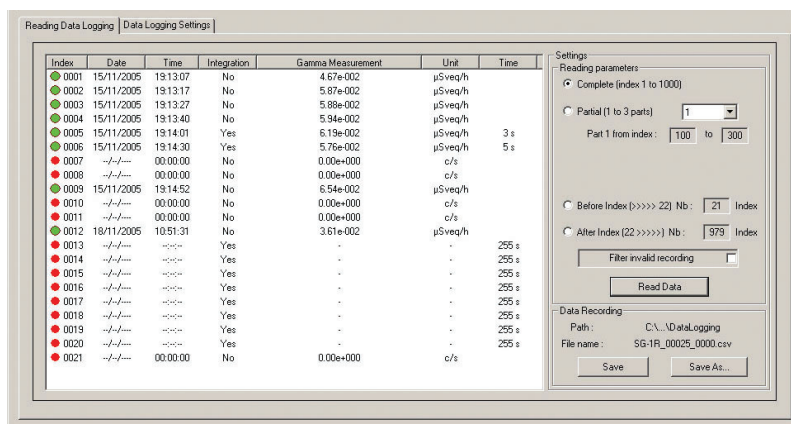 Reading Data Logging Data Logging Settings
Index Date Time Integration Gamma Measurement Unit Time
0001 15/11/2005 19:13:07 No 4.67e-002 µSveq/h
0002 15/11/2005 19:13:17 No 5.87e-002 µSveq/h
0003 15/11/2005 19:13:27 No 5.88e-002 µSveq/h
0004 15/11/2005 19:13:40 No 5.94e-002 µSveq/h
0005 15/11/2005 19:14:01 Yes 6.19e-002 µSveq/h 3 s
0006 15/11/2005 19:14:30 Yes 5.76e-002 µSveq/h 5 s
0007 --/--/---- 00:00:00 No 0.00e+000 c/s
0008 --/--/---- 00:00:00 No 0.00e+000 c/s
0009 15/11/2005 19:14:52 No 6.54e-002 µSveq/h
0010 --/--/---- 00:00:00 No 0.00e+000 c/s
0011 --/--/---- 00:00:00 No 0.00e+000 c/s
0012 18/11/2005 10:51:31 No 3.61e-002 µSveq/h
0013 --/--/---- --:--:-- Yes - - 255 s
0014 --/--/---- --:--:-- Yes - - 255 s
0015 --/--/---- --:--:-- Yes - - 255 s
0016 --/--/---- --:--:-- Yes - - 255 s
0017 --/--/---- --:--:-- Yes - - 255 s
0018 --/--/---- --:--:-- Yes - - 255 s
0019 --/--/---- --:--:-- Yes - - 255 s
0020 --/--/---- --:--:-- Yes - - 255 s
0021 --/--/---- 00:00:00 No 0.00e+000 c/s
Settings
Reading parameters
Complete (index 1 to 1000)
Partial (1 to 3 parts) 1
Part 1 from index : 100 to 300
Before Index (>>>>> 22) Nb : 21 Index
After Index (22 >>>>>) Nb : 979 Index
Filter invalid recording
Read Data
Data Recording
Path : C:\...\DataLogging
File name : SG-1R_00025_0000.csv
Save Save As...